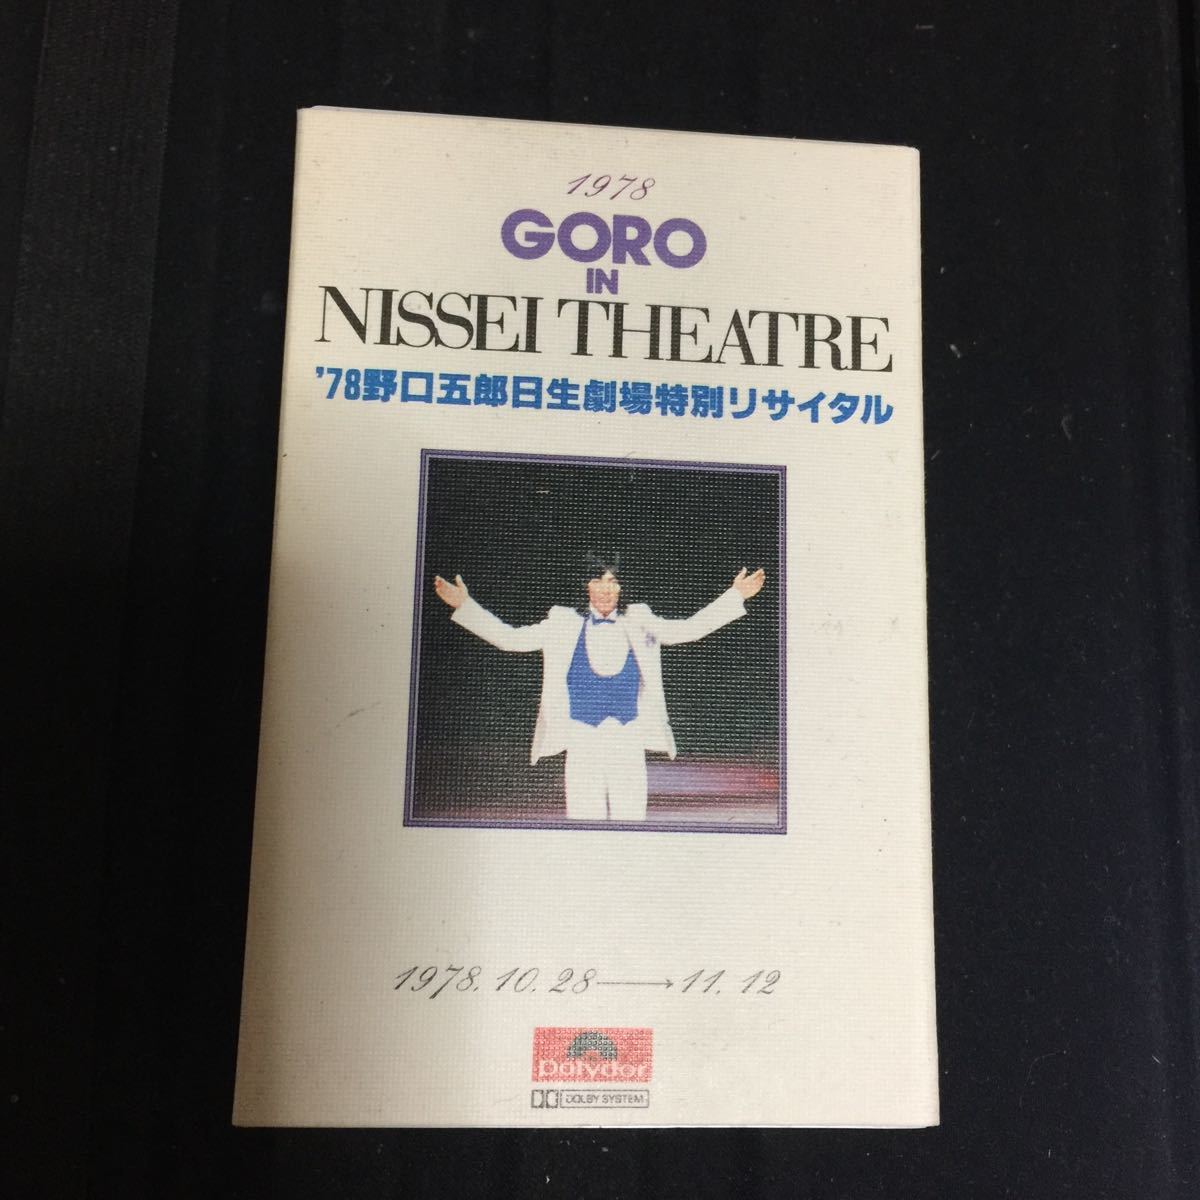 1978
GORO
IN
NISSEI THEATRE
'78野口五郎日生劇場特別リサイタル
1978.10.28→11.12
Polydor
DOLBY SYSTEM